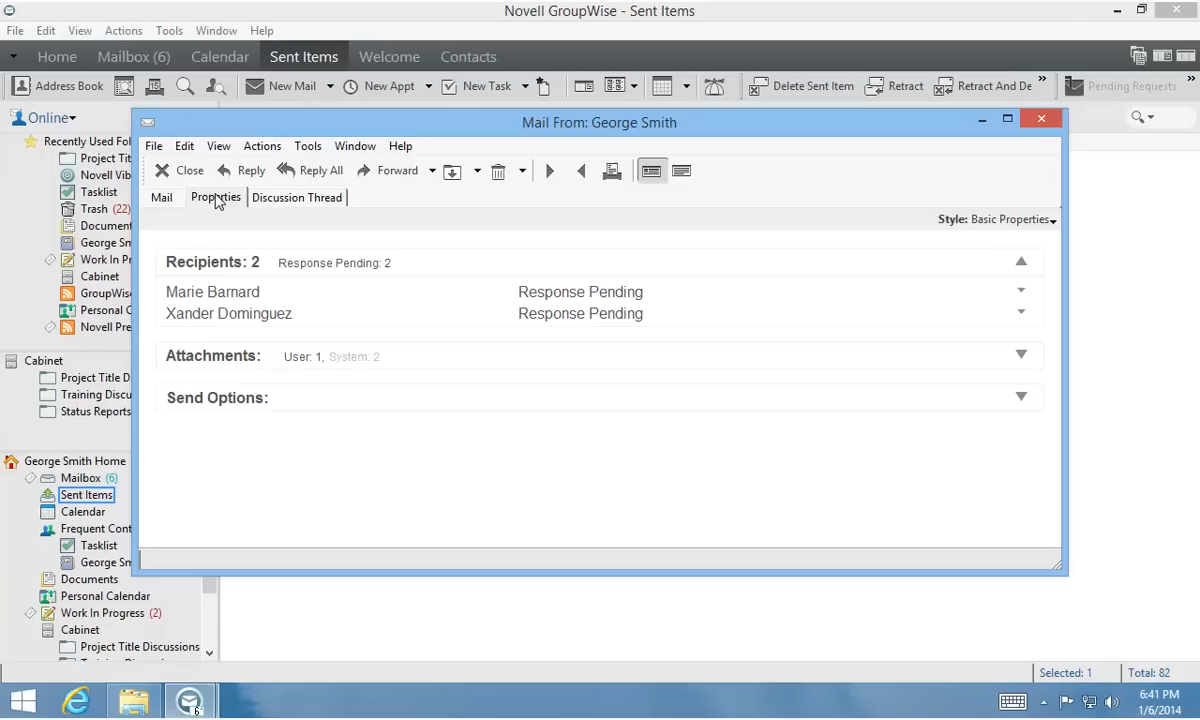 Novell GroupWise - Sent Items
File Edit View Actions Tools Window Help
Home Mailbox (6) Calendar Sent Items Welcome Contacts
Address Book New Mail New Appt New Task Delete Sent Item Retract Retract And De » Pending Requests »
Online
Mail From: George Smith
File Edit View Actions Tools Window Help
Close Reply Reply All Forward
Mail Properties Discussion Thread
Style: Basic Properties
Recipients: 2 Response Pending: 2
Marie Barnard Response Pending
Xander Dominguez Response Pending
Attachments: User: 1, System: 2
Send Options:
Recently Used Fol
Project Tit
Novell Vib
Tasklist
Trash (22)
Document
George Sm
Work In Pr
Cabinet
GroupWise
Personal C
Novell Pre
Cabinet
Project Title D
Training Discu
Status Reports
George Smith Home
Mailbox (6)
Sent Items
Calendar
Frequent Cont
Tasklist
George Sm
Documents
Personal Calendar
Work In Progress (2)
Cabinet
Project Title Discussions
Selected: 1 Total: 82
6:41 PM
1/6/2014